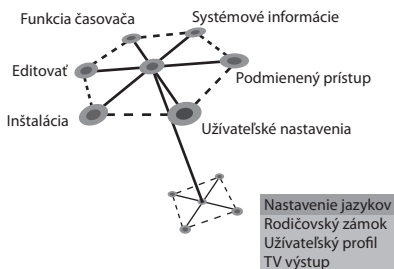 Funkcia časovača
Systémové informácie
Editovať
Podmienený prístup
Inštalácia
Užívateľské nastavenia
Nastavenie jazykov
Rodičovský zámok
Užívateľský profil
TV výstup